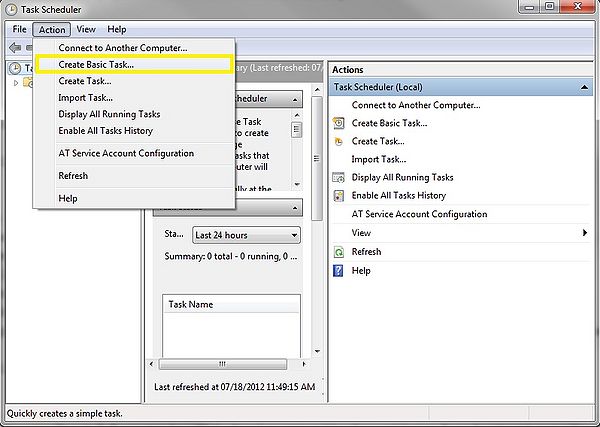 Task Scheduler
File Action View Help
Connect to Another Computer...
Create Basic Task...
Create Task...
Import Task...
Display All Running Tasks
Enable All Tasks History
AT Service Account Configuration
Refresh
Help
Ta
ary (Last refreshed: 07/
cheduler
se Task
to create
ge
tasks that
puter will
ally at the
Sta... Last 24 hours
Summary: 0 total - 0 running, 0 ...
Task Name
Last refreshed at 07/18/2012 11:49:15 AM
Actions
Task Scheduler (Local)
Connect to Another Computer...
Create Basic Task...
Create Task...
Import Task...
Display All Running Tasks
Enable All Tasks History
AT Service Account Configuration
View
Refresh
Help
Quickly creates a simple task.